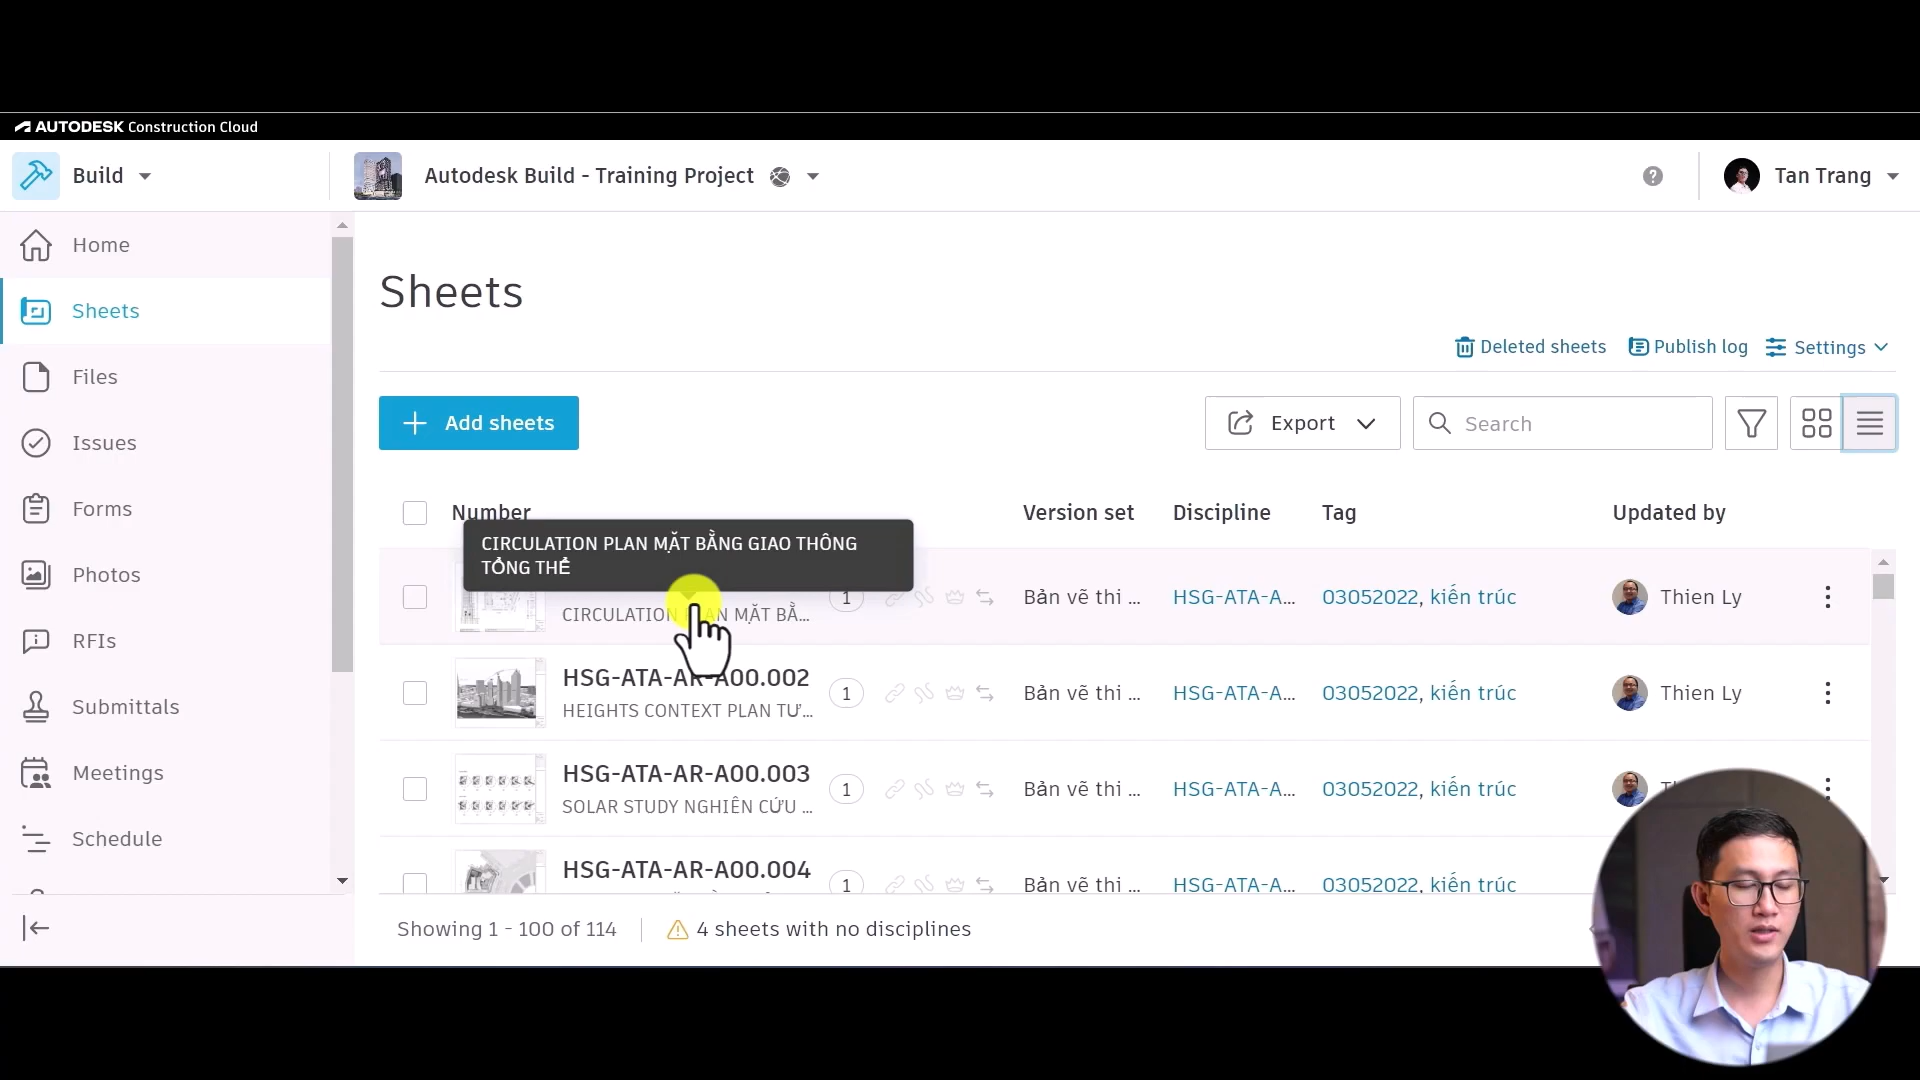 AUTODESK Construction Cloud
Build
Autodesk Build - Training Project
Tan Trang
Home
Sheets
Files
Issues
Forms
Photos
RFIs
Submittals
Meetings
Schedule
Sheets
Deleted sheets
Publish log
Settings
Add sheets
Export
Search
Number
Version set
Discipline
Tag
Updated by
CIRCULATION PLAN MẶT BẰNG GIAO THÔNG
TỔNG THỂ
CIRCULATION PLAN MẶT BẰ...
1
Bản vẽ thi ...
HSG-ATA-A...
03052022, kiến trúc
Thien Ly
HSG-ATA-AR-A00.002
HEIGHTS CONTEXT PLAN TƯ...
1
Bản vẽ thi ...
HSG-ATA-A...
03052022, kiến trúc
Thien Ly
HSG-ATA-AR-A00.003
SOLAR STUDY NGHIÊN CỨU ...
1
Bản vẽ thi ...
HSG-ATA-A...
03052022, kiến trúc
HSG-ATA-AR-A00.004
1
Bản vẽ thi ...
HSG-ATA-A...
03052022, kiến trúc
Showing 1 - 100 of 114
4 sheets with no disciplines